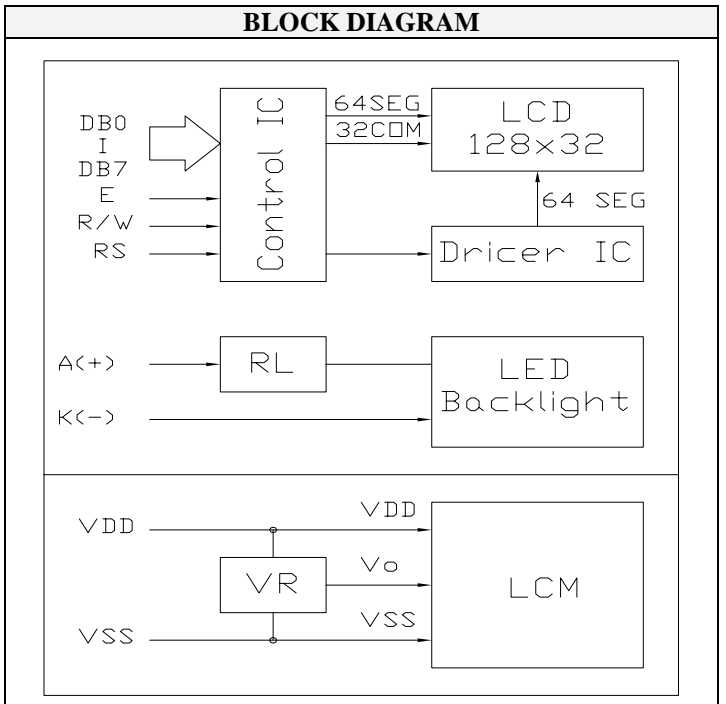 BLOCK DIAGRAM
DB0
I
DB7
E
R/W
RS
Control IC
64SEG
32COM
LCD
128x32
64 SEG
Dricer IC
A(+)
RL
LED
Backlight
K(-)
VDD
VDD
VR
Vo
LCM
VSS
VSS